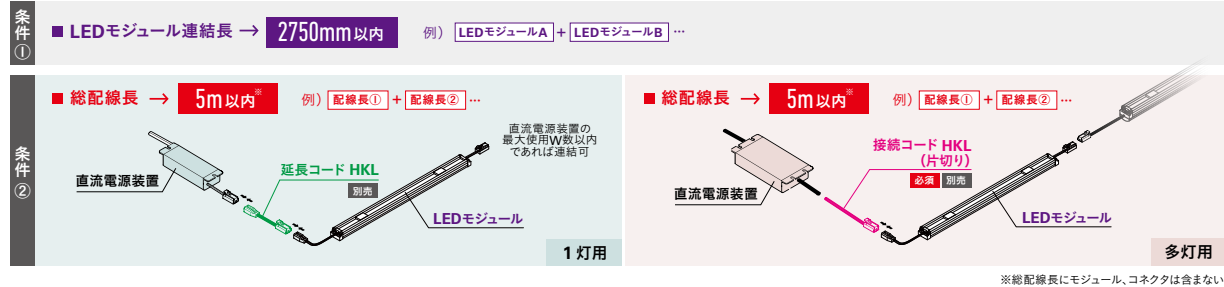 条件①
■ LEDモジュール連結長 → 2750mm以内 例） LEDモジュールA + LEDモジュールB …
条件②
■ 総配線長 → 5m以内※ 例） 配線長① + 配線長② …
直流電源装置の
最大使用W数以内
であれば連結可
延長コード HKL
別売
直流電源装置
LEDモジュール
1灯用
■ 総配線長 → 5m以内※ 例） 配線長① + 配線長② …
接続コード HKL
（片切り）
必須 別売
直流電源装置
LEDモジュール
多灯用
※総配線長にモジュール、コネクタは含まない